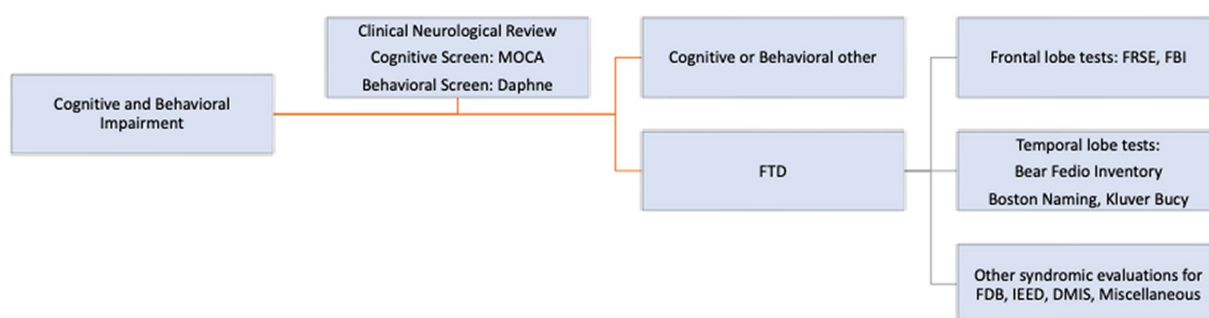 Cognitive and Behavioral
Impairment
Clinical Neurological Review
Cognitive Screen: MOCA
Behavioral Screen: Daphne
Cognitive or Behavioral other
FTD
Frontal lobe tests: FRSE, FBI
Temporal lobe tests:
Bear Fedio Inventory
Boston Naming, Kluver Bucy
Other syndromic evaluations for
FDB, IEED, DMIS, Miscellaneous